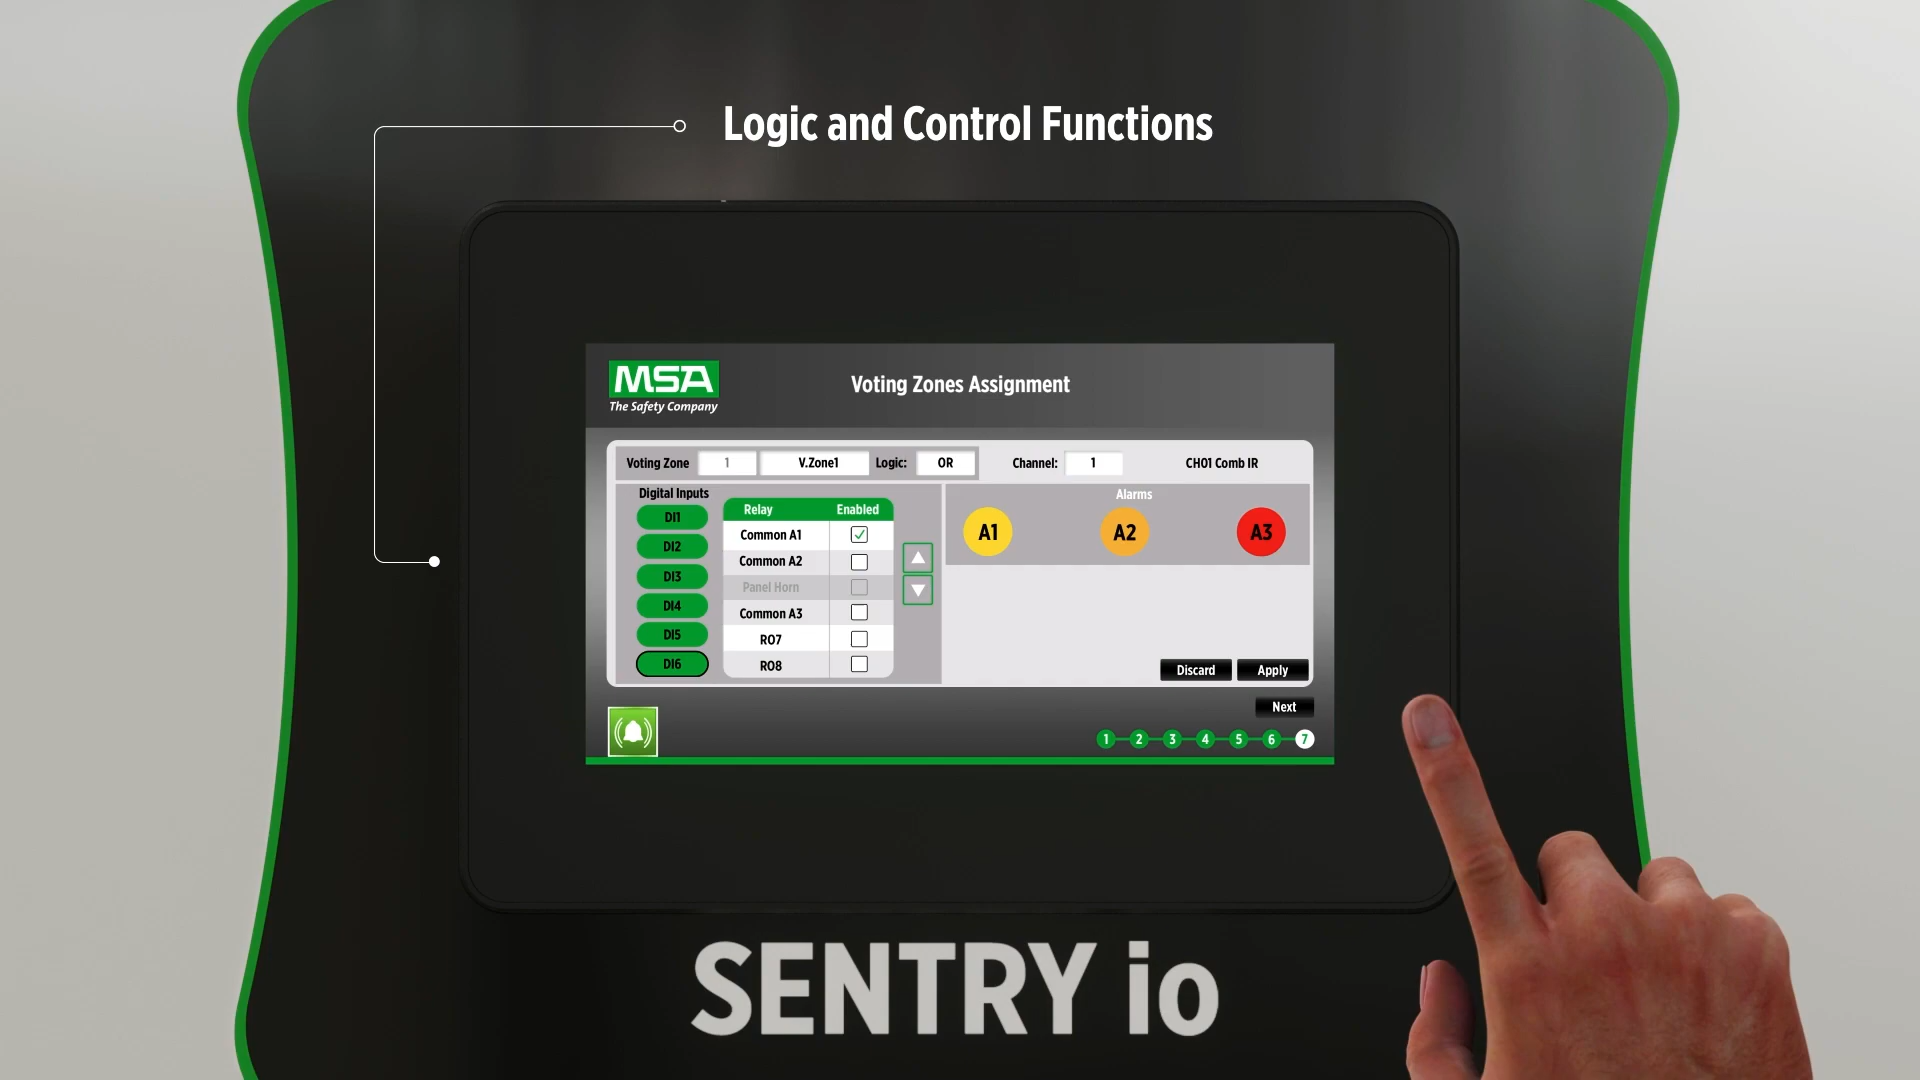 Logic and Control Functions
MSA
The Safety Company
Voting Zones Assignment
Voting Zone 1 V.Zone1 Logic: OR Channel: 1 CH01 Comb IR
Digital Inputs
DI1
DI2
DI3
DI4
DI5
DI6
Relay Enabled
Common A1
Common A2
Panel Horn
Common A3
RO7
RO8
Alarms
A1 A2 A3
Discard Apply
Next
1 2 3 4 5 6 7
SENTRY io